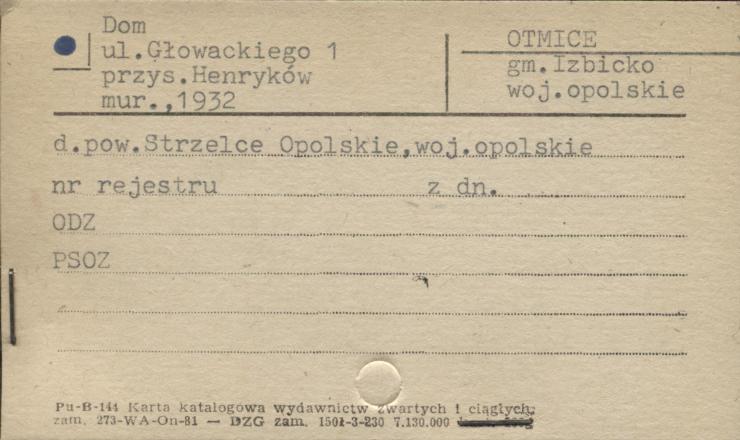 Dom
ul.Głowackiego 1
przys.Henryków
mur.,1932
OTMICE
gm.Izbicko
woj.opolskie
d.pow.Strzelce Opolskie,woj.opolskie
nr rejestru z dn.
ODZ
PSOZ
Pu-B-144 Karta katalogowa wydawnictw zwartych i ciągłych;
zam. 273-WA-On-81 — DZG zam. 1501-3-230 7.130.000